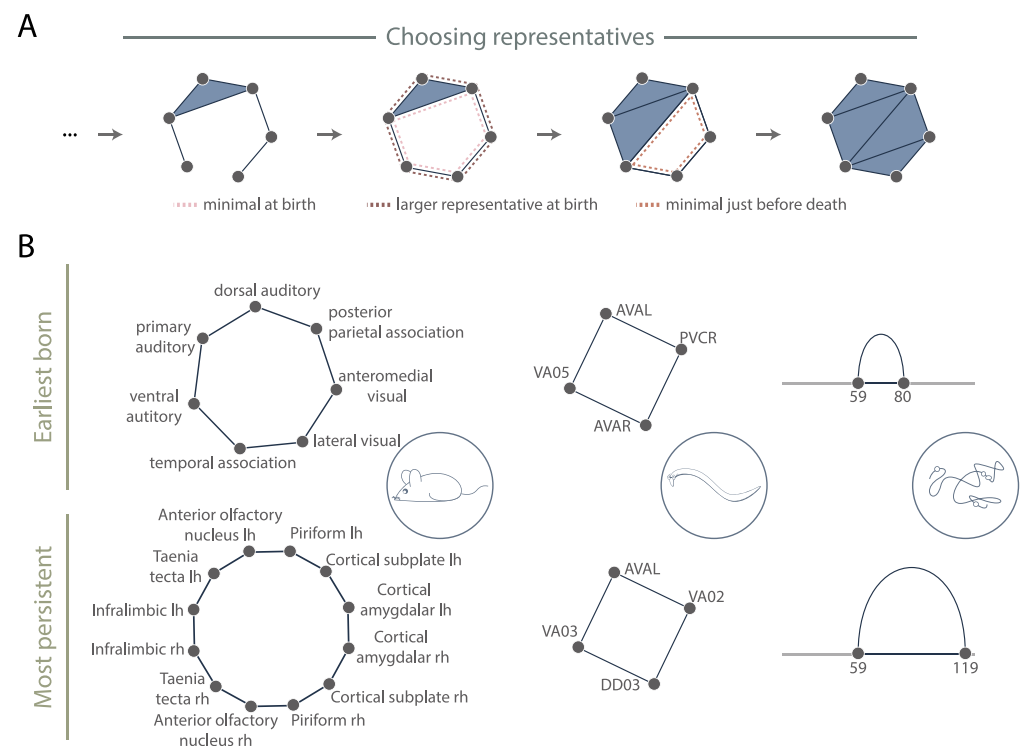 A
Choosing representatives
...
minimal at birth
larger representative at birth
minimal just before death
B
Earliest born
dorsal auditory
posterior
parietal association
primary
auditory
anteromedial
visual
ventral
autitory
lateral visual
temporal association
AVAL
PVCR
VA05
AVAR
59
80
Most persistent
Anterior olfactory
nucleus lh
Piriform lh
Taenia
tecta lh
Cortical subplate lh
Infralimbic lh
Cortical
amygdalar lh
Infralimbic rh
Cortical
amygdalar rh
Taenia
tecta rh
Cortical subplate rh
Anterior olfactory
nucleus rh
Piriform rh
AVAL
VA02
VA03
DD03
59
119